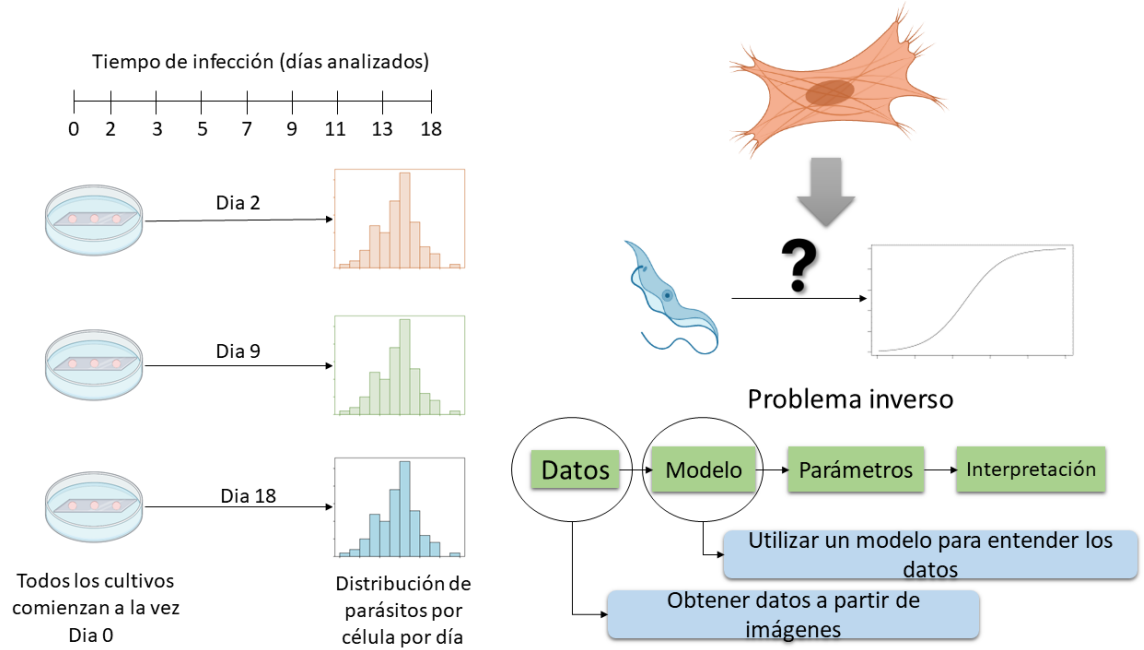 Tiempo de infección (días analizados)
0 2 3 5 7 9 11 13 18
Dia 2
Dia 9
Dia 18
Todos los cultivos
comienzan a la vez
Dia 0
Distribución de
parásitos por
célula por día
?
Problema inverso
Datos Modelo Parámetros Interpretación
Utilizar un modelo para entender los
datos
Obtener datos a partir de
imágenes